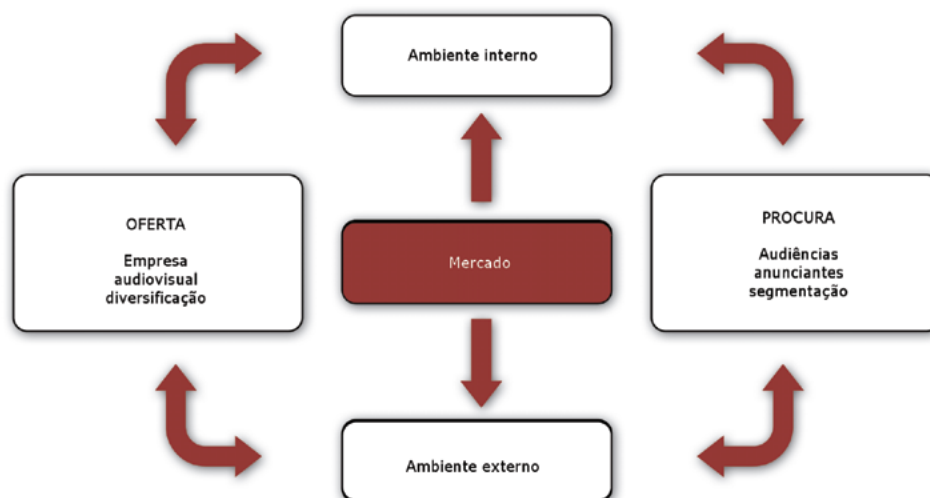 Ambiente interno
OFERTA
Empresa
audiovisual
diversificação
Mercado
PROCURA
Audiências
anunciantes
segmentação
Ambiente externo